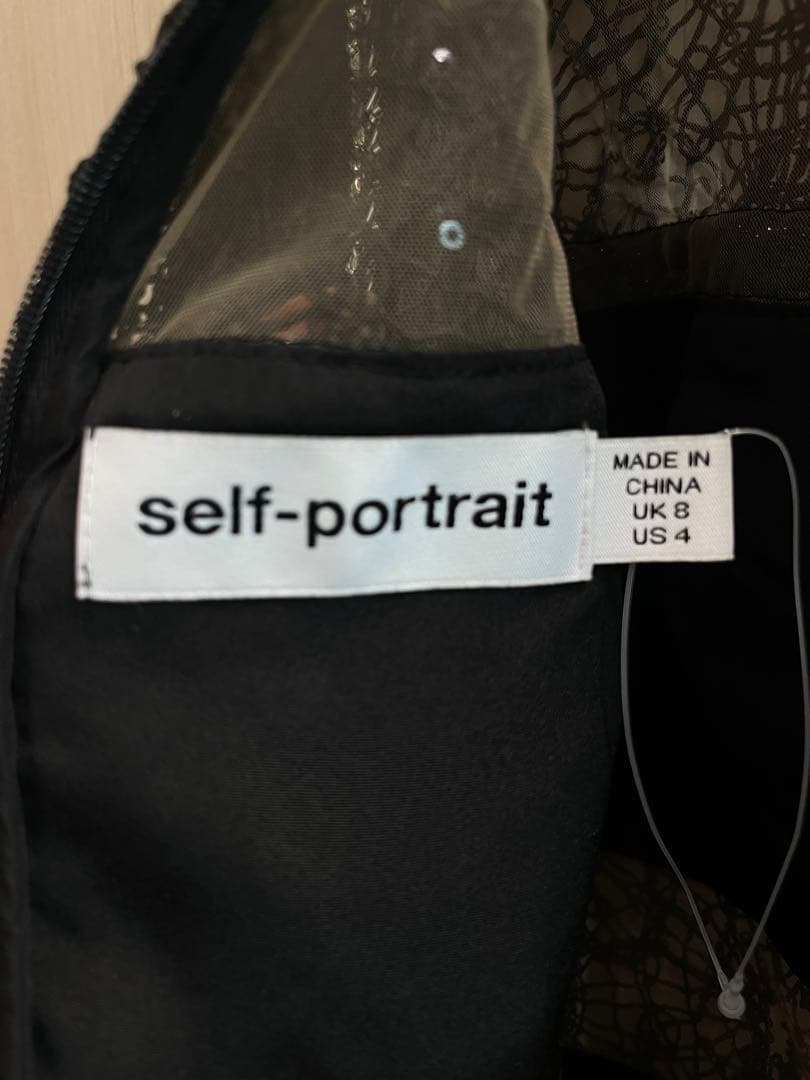 self-portrait
MADE IN
CHINA
UK 8
US 4